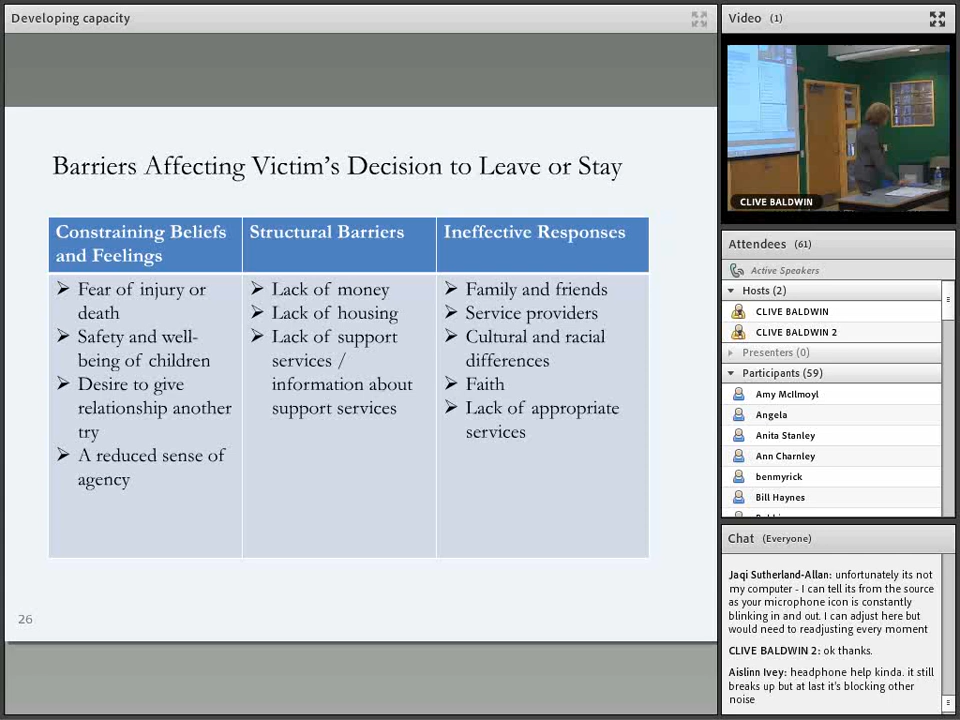 Developing capacity
Barriers Affecting Victim's Decision to Leave or Stay
Constraining Beliefs
and Feelings
Structural Barriers
Ineffective Responses
➢ Fear of injury or
death
➢ Safety and well-
being of children
➢ Desire to give
relationship another
try
➢ A reduced sense of
agency
➢ Lack of money
➢ Lack of housing
➢ Lack of support
services /
information about
support services
➢ Family and friends
➢ Service providers
➢ Cultural and racial
differences
➢ Faith
➢ Lack of appropriate
services
26
Video (1)
CLIVE BALDWIN
Attendees (61)
Active Speakers
Hosts (2)
CLIVE BALDWIN
CLIVE BALDWIN 2
Presenters (0)
Participants (59)
Amy McIlmoyl
Angela
Anita Stanley
Ann Charnley
benmyrick
Bill Haynes
Chat (Everyone)
Jaqi Sutherland-Allan: unfortunately its not
my computer - I can tell its from the source
as your microphone icon is constantly
blinking in and out. I can adjust here but
would need to readjusting every moment
CLIVE BALDWIN 2: ok thanks.
Aislinn Ivey: headphone help kinda. it still
breaks up but at last it's blocking other
noise